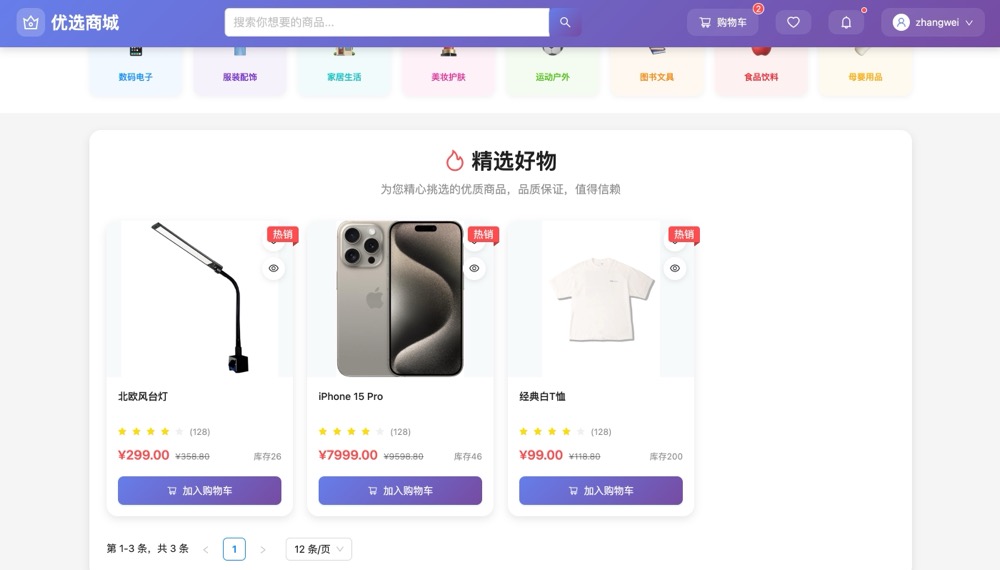 优选商城
搜索你想要的商品...
购物车 2
zhangwei
数码电子 服装配饰 家居生活 美妆护肤 运动户外 图书文具 食品饮料 母婴用品
精选好物
为您精心挑选的优质商品，品质保证，值得信赖
热销 热销 热销
北欧风台灯 iPhone 15 Pro 经典白T恤
(128) (128) (128)
¥299.00 ¥358.80 库存26 ¥7999.00 ¥9598.80 库存46 ¥99.00 ¥118.80 库存200
加入购物车 加入购物车 加入购物车
第 1-3 条，共 3 条 < 1 > 12 条/页